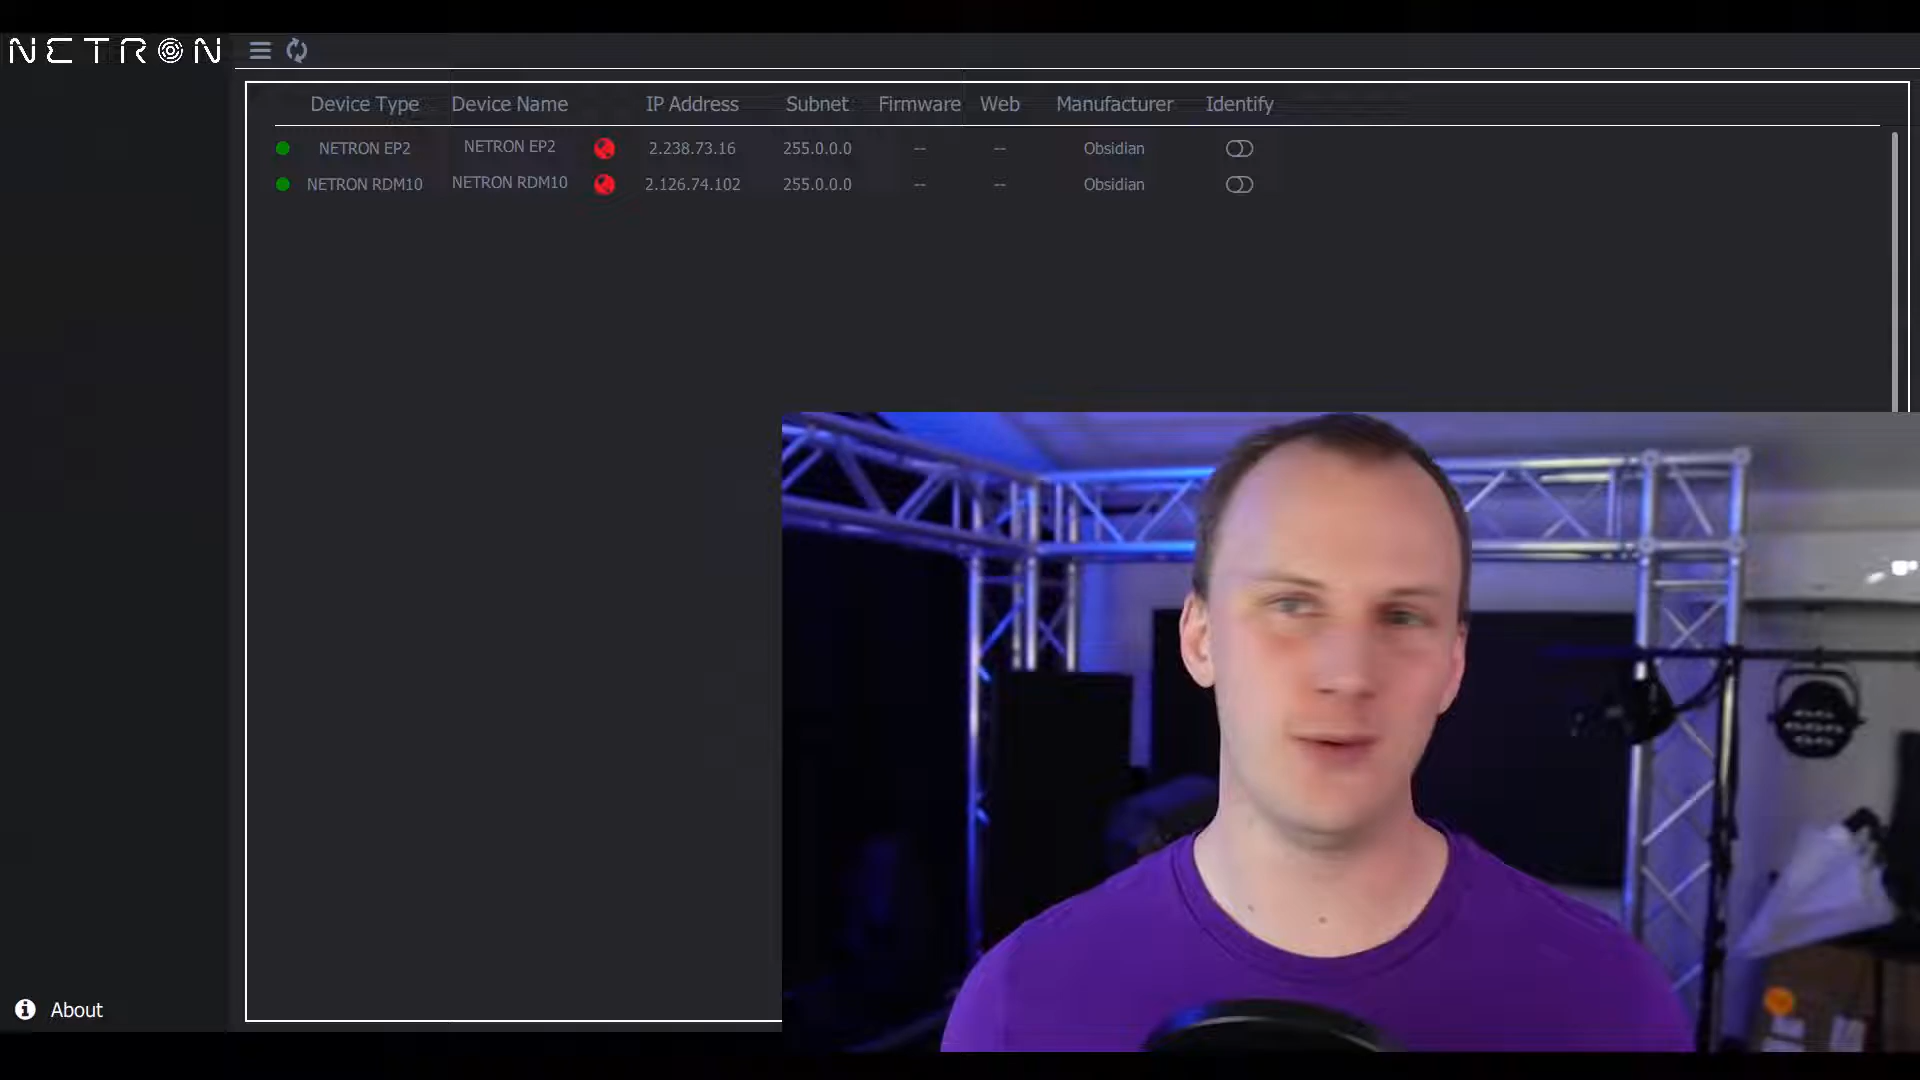 NETRON
Device Type Device Name IP Address Subnet Firmware Web Manufacturer Identify
NETRON EP2 NETRON EP2 2.238.73.16 255.0.0.0 -- -- Obsidian
NETRON RDM10 NETRON RDM10 2.126.74.102 255.0.0.0 -- -- Obsidian
About